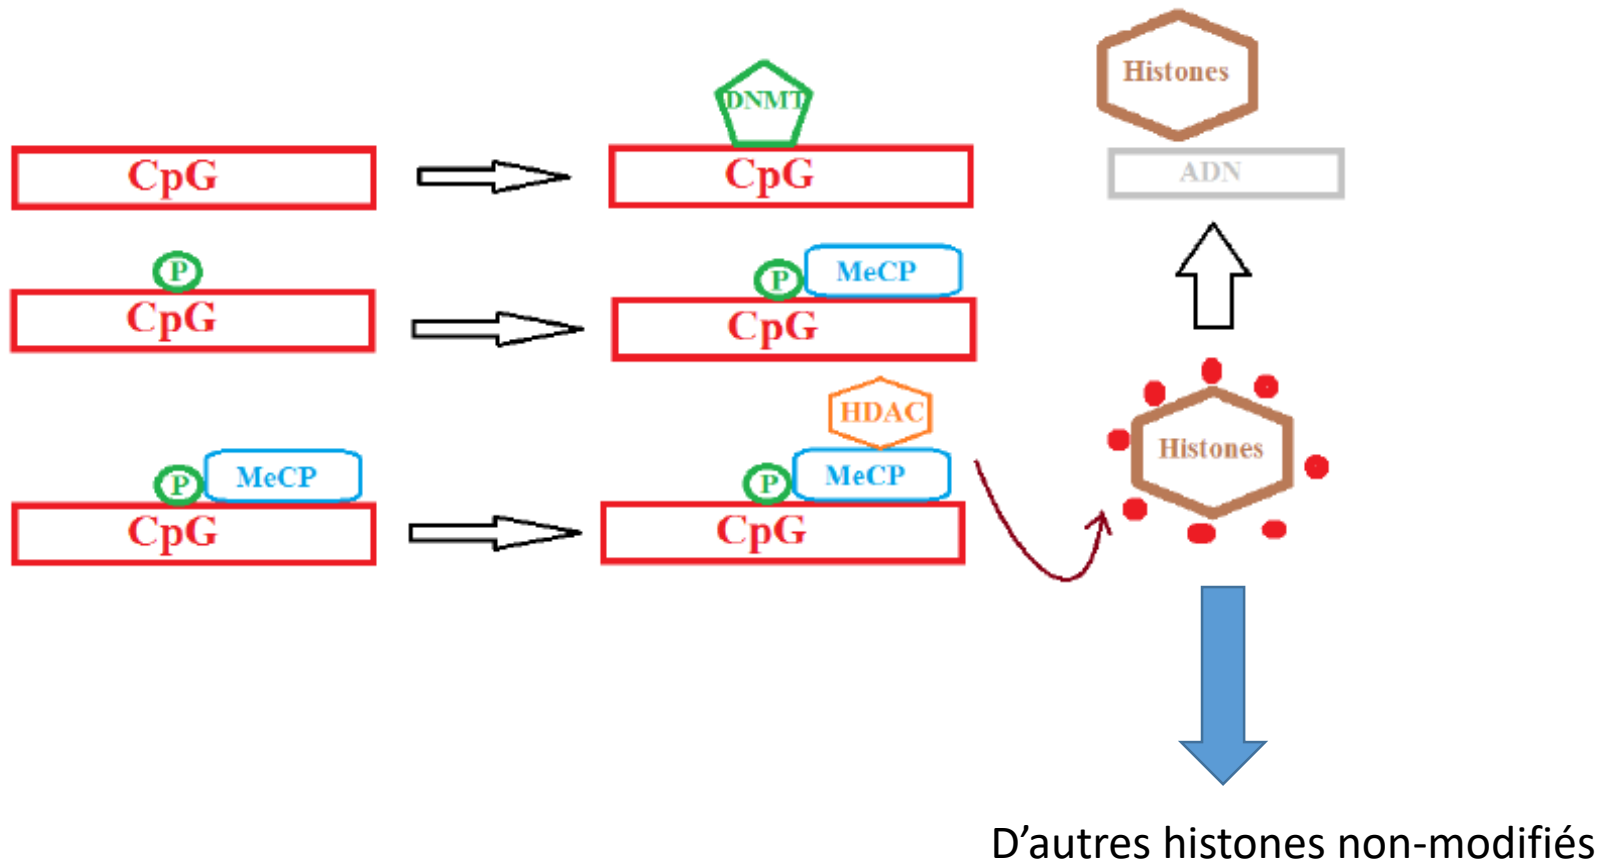 CpG
DNMT
CpG
Histones
ADN
P
CpG
P
MeCP
CpG
P
MeCP
CpG
HDAC
P
MeCP
CpG
Histones
D’autres histones non-modifiés